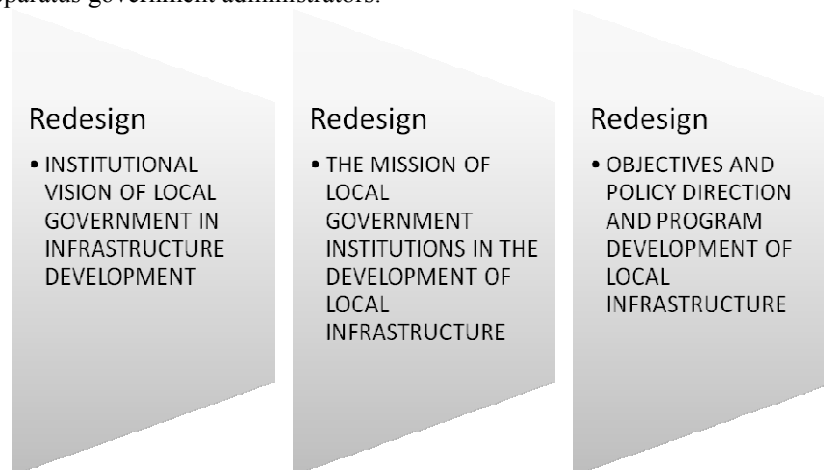 government administrators.
Redesign
• INSTITUTIONAL
VISION OF LOCAL
GOVERNMENT IN
INFRASTRUCTURE
DEVELOPMENT
Redesign
• THE MISSION OF
LOCAL
GOVERNMENT
INSTITUTIONS IN THE
DEVELOPMENT OF
LOCAL
INFRASTRUCTURE
Redesign
• OBJECTIVES AND
POLICY DIRECTION
AND PROGRAM
DEVELOPMENT OF
LOCAL
INFRASTRUCTURE